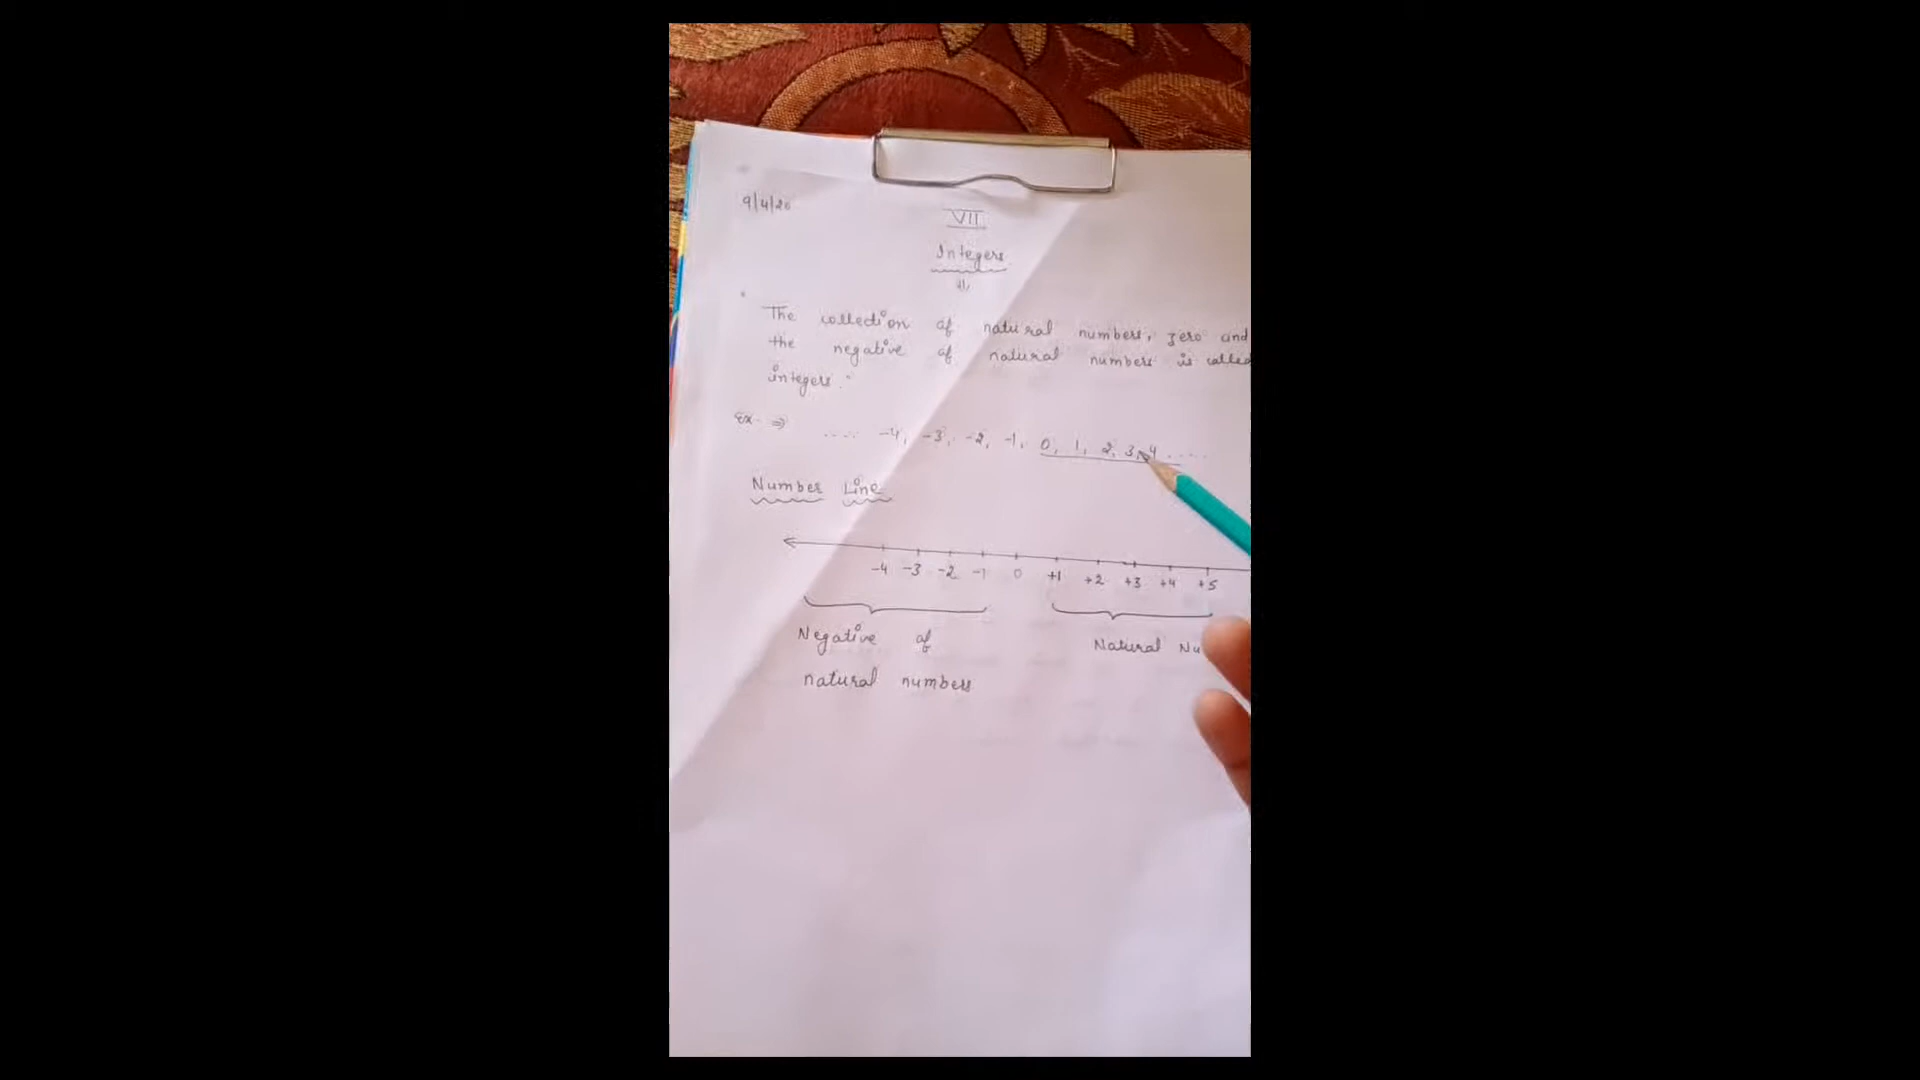 9/4/20
VII
Integers
The collection of natural numbers, zero and
the negative of natural numbers is called
integers.
Ex. ⇒ .... -4, -3, -2, -1, 0, 1, 2, 3, 4 ....
Number Line
-4 -3 -2 -1 0 +1 +2 +3 +4 +5
Negative of Natural
natural numbers